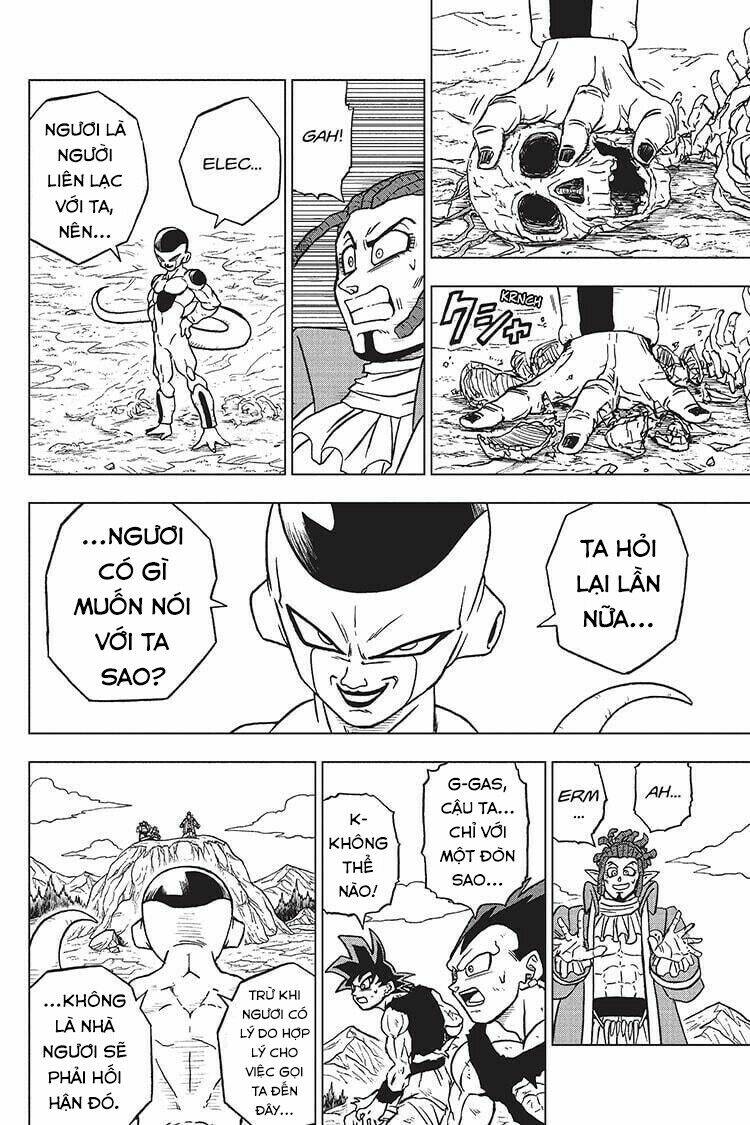 KRNCH
クシャ
GAH!
ELEC...
NGƯƠI LÀ
NGƯỜI
LIÊN LẠC
VỚI TA,
NÊN...
TA HỎI
LẠI LẦN
NỮA...
...NGƯƠI
CÓ GÌ
MUỐN NÓI
VỚI TA
SAO?
AH...
ERM
...
G-GAS,
CẬU TA...
CHỈ VỚI
MỘT ĐÒN
SAO...
K-
KHÔNG
THỂ
NÀO!
TRỪ KHI
NGƯƠI CÓ
LÝ DO HỢP
LÝ CHO
VIỆC GỌI
TA ĐẾN
ĐÂY...
...KHÔNG
LÀ NHÀ
NGƯƠI SẼ
PHẢI HỐI
HẬN ĐÓ.